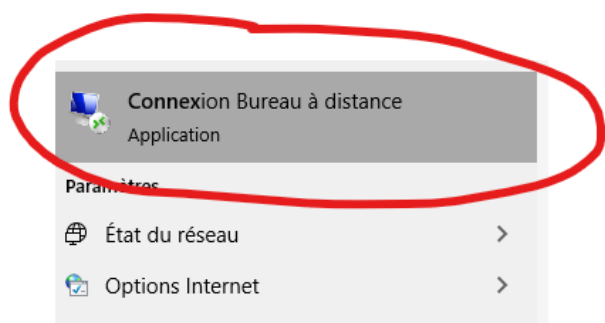 Connexion Bureau à distance
Application
Paramètres
État du réseau
Options Internet